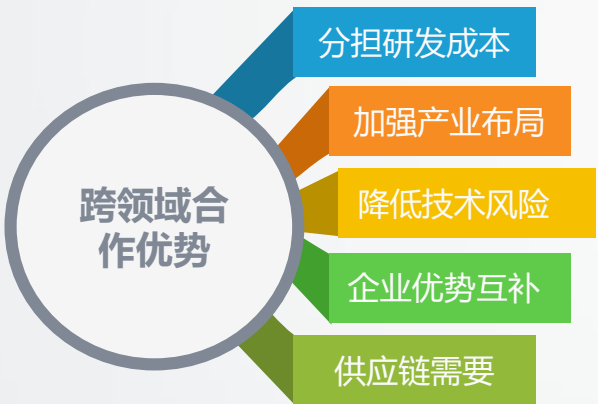 跨领域合
作优势
分担研发成本
加强产业布局
降低技术风险
企业优势互补
供应链需要